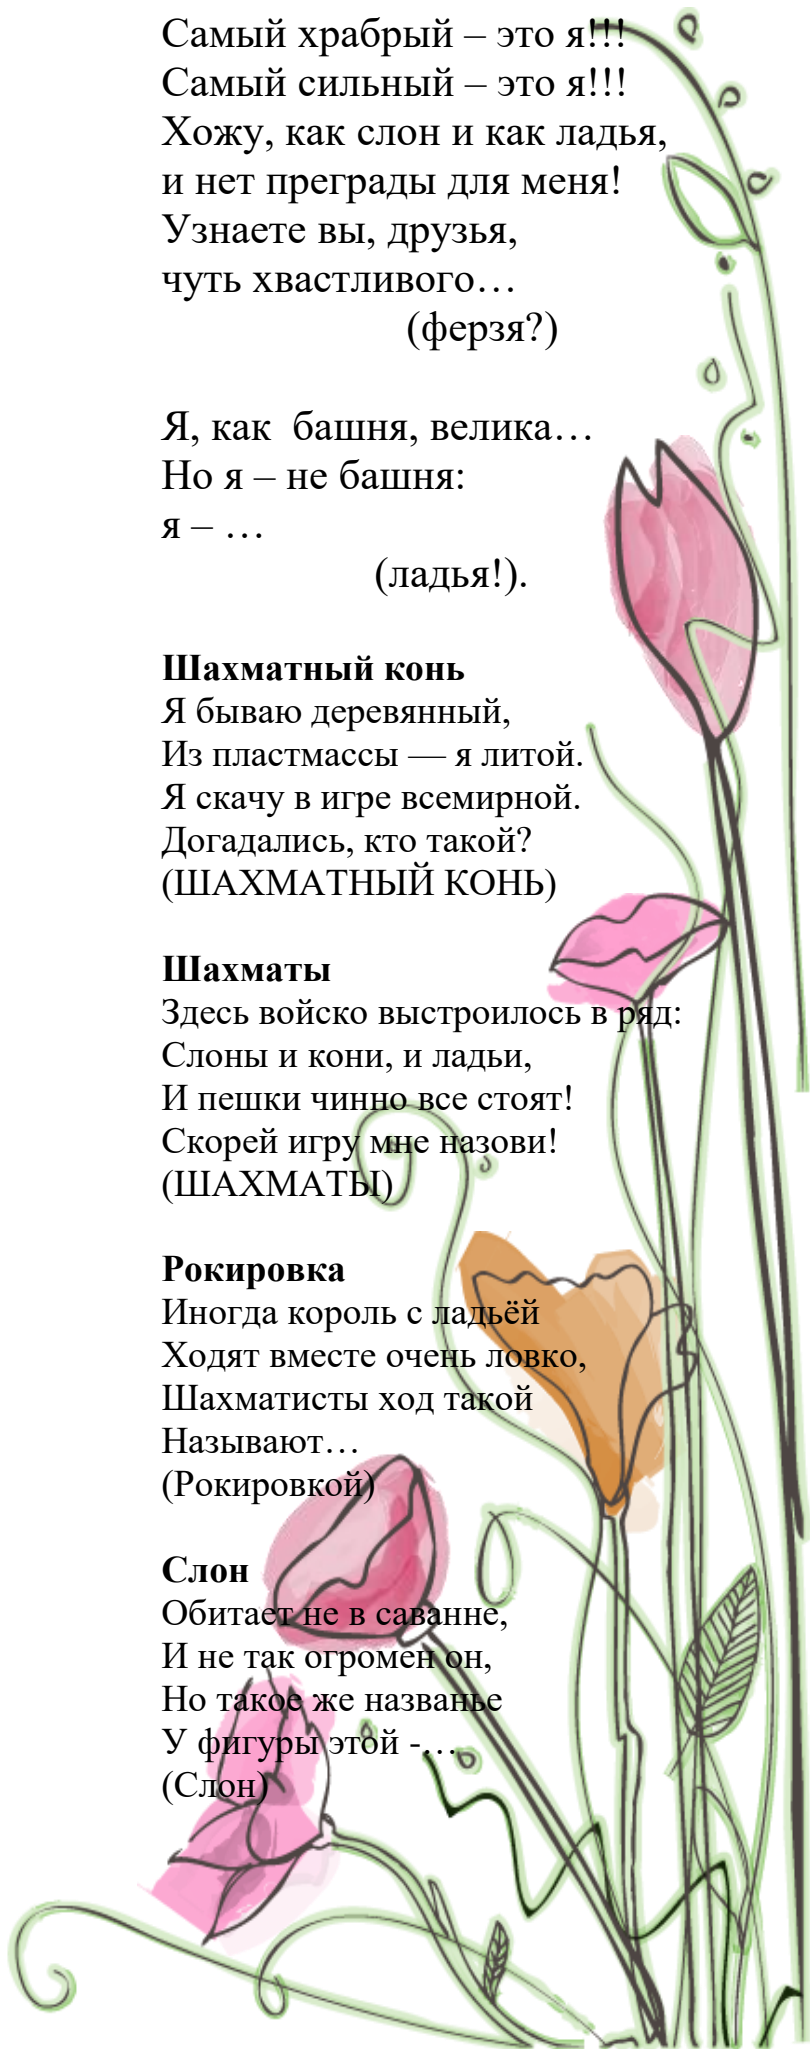 Самый храбрый – это я!!!
Самый сильный – это я!!!
Хожу, как слон и как ладья,
и нет преграды для меня!
Узнаете вы, друзья,
чуть хвастливого…
(ферзя?)
Я, как  башня, велика…
Но я – не башня:
я – …
(ладья!).
Шахматный конь
Я бываю деревянный,
Из пластмассы — я литой.
Я скачу в игре всемирной.
Догадались, кто такой?
(ШАХМАТНЫЙ КОНЬ)
Шахматы
Здесь войско выстроилось в ряд:
Слоны и кони, и ладьи,
И пешки чинно все стоят!
Скорей игру мне назови!
(ШАХМАТЫ)
Рокировка
Иногда король с ладьёй
Ходят вместе очень ловко,
Шахматисты ход такой
Называют…
(Рокировкой)
Слон
Обитает не в саванне,
И не так огромен он,
Но такое же названье
У фигуры этой -…
(Слон)